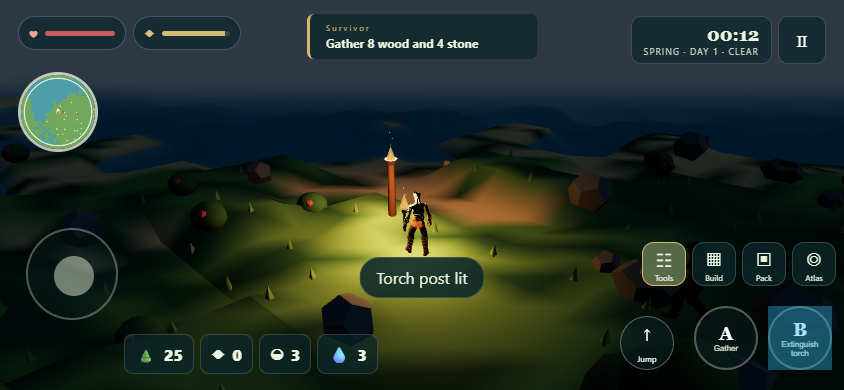 Survivor
Gather 8 wood and 4 stone
00:12
SPRING · DAY 1 · CLEAR
II
Torch post lit
Tools
Build
Pack
Atlas
25
0
3
3
Jump
A
Gather
B
Extinguish
torch